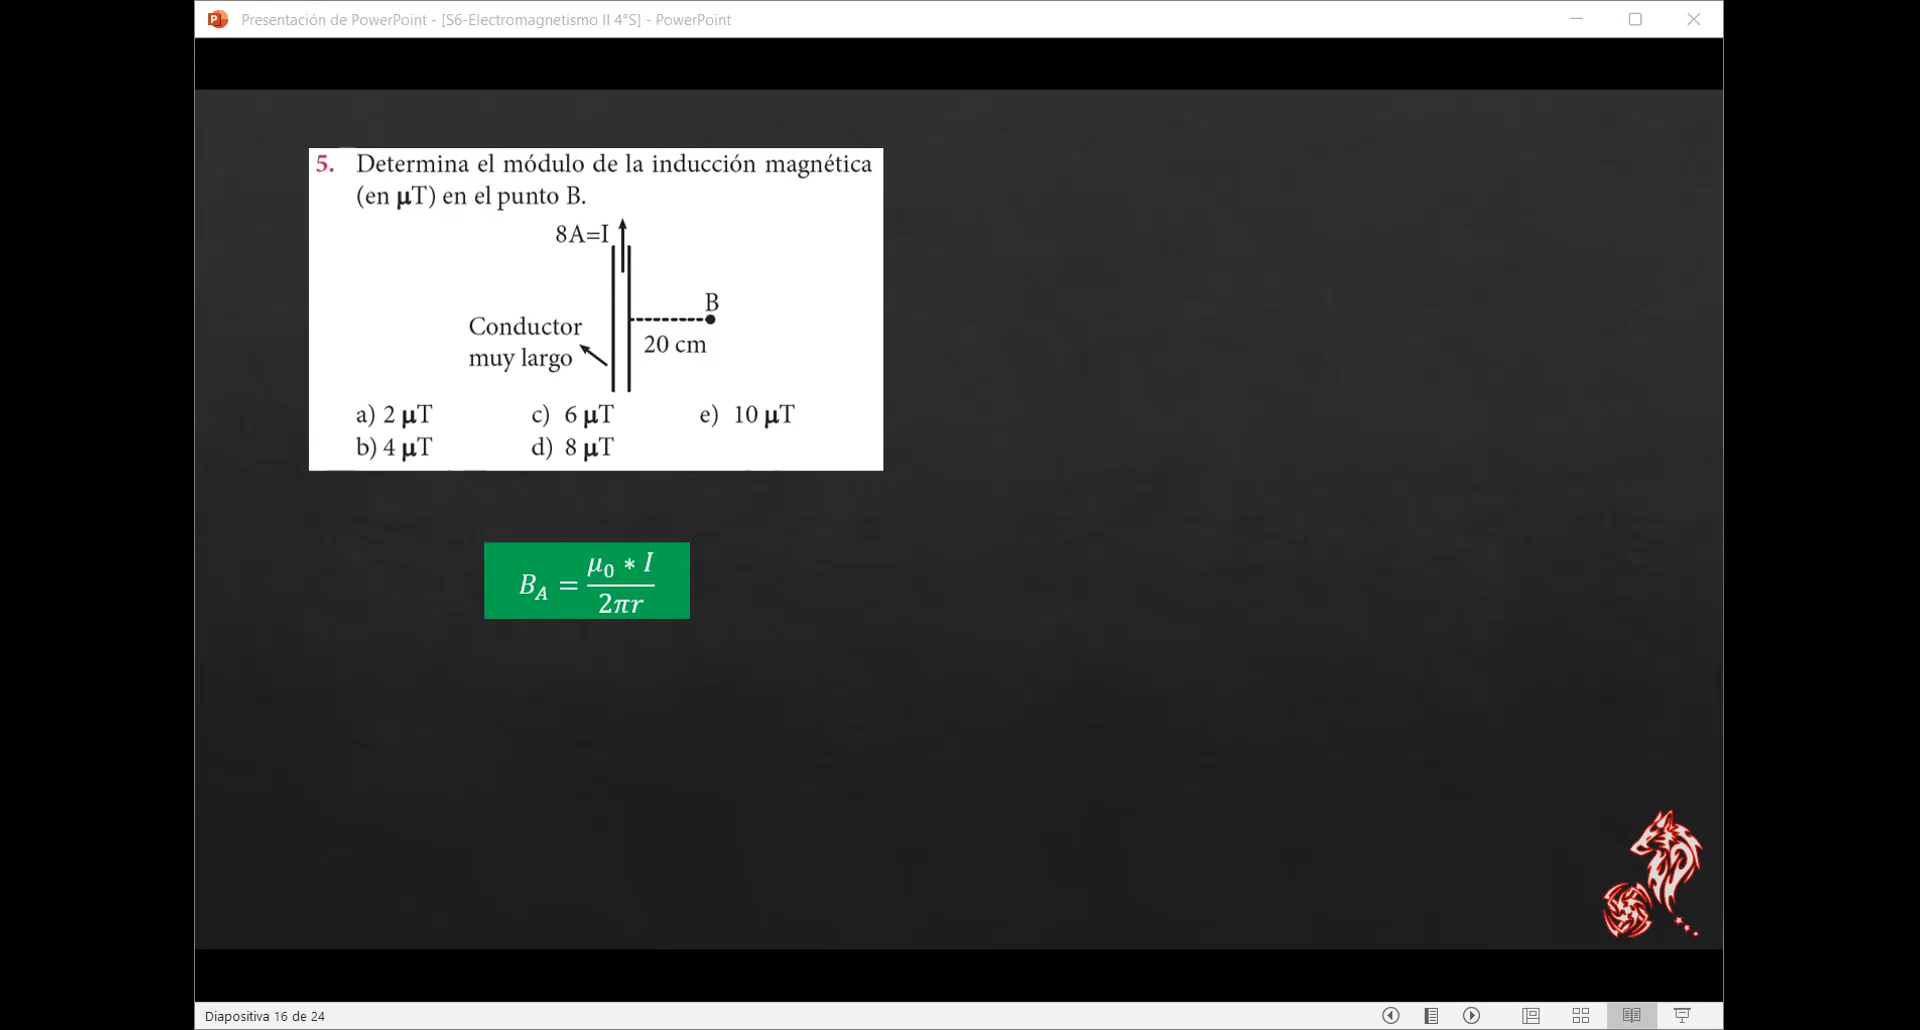 Presentación de PowerPoint - [S6-Electromagnetismo II 4°S] - PowerPoint
5. Determina el módulo de la inducción magnética
(en μT) en el punto B.
8A=I
B
Conductor
muy largo
20 cm
a) 2 μT c) 6 μT e) 10 μT
b) 4 μT d) 8 μT
B_A = μ_0 * I / 2πr
Diapositiva 16 de 24